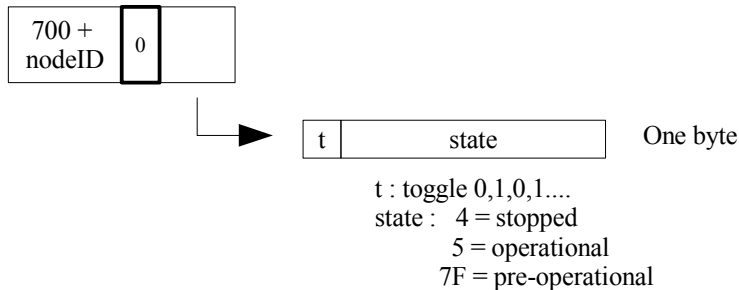 700 +
nodeID
0
t
state
One byte
t : toggle 0,1,0,1....
state : 4 = stopped
5 = operational
7F = pre-operational